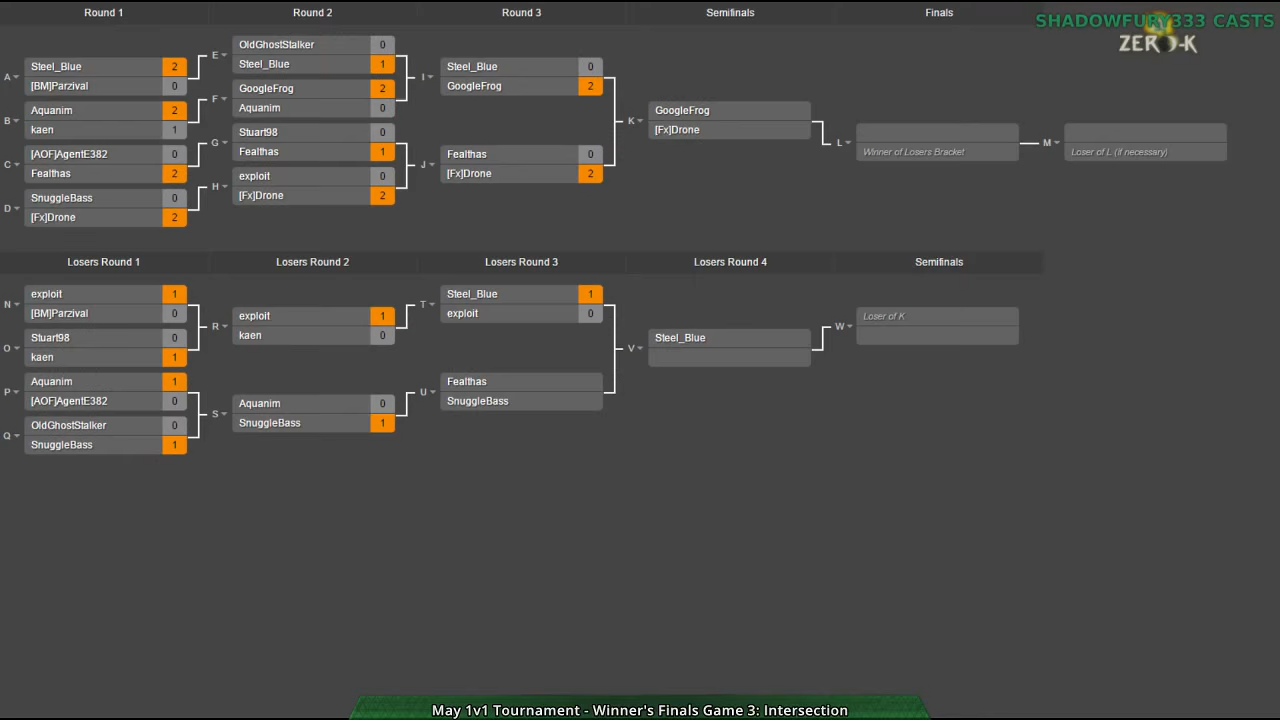 Round 1
Round 2
Round 3
Semifinals
Finals
SHADOWFURY333 CASTS
ZERO-K
A
Steel_Blue 2
[BM]Parzival 0
B
Aquanim 2
kaen 1
C
[AOF]AgentE382 0
Fealthas 2
D
SnuggleBass 0
[Fx]Drone 2
E
OldGhostStalker 0
Steel_Blue 1
F
GoogleFrog 2
Aquanim 0
G
Stuart98 0
Fealthas 1
H
exploit 0
[Fx]Drone 2
I
Steel_Blue 0
GoogleFrog 2
J
Fealthas 0
[Fx]Drone 2
K
GoogleFrog
[Fx]Drone
L
Winner of Losers Bracket
M
Loser of L (if necessary)
Losers Round 1
Losers Round 2
Losers Round 3
Losers Round 4
Semifinals
N
exploit 1
[BM]Parzival 0
O
Stuart98 0
kaen 1
P
Aquanim 1
[AOF]AgentE382 0
Q
OldGhostStalker 0
SnuggleBass 1
R
exploit 1
kaen 0
S
Aquanim 0
SnuggleBass 1
T
Steel_Blue 1
exploit 0
U
Fealthas
SnuggleBass
V
Steel_Blue
W
Loser of K
May 1v1 Tournament - Winner's Finals Game 3: Intersection